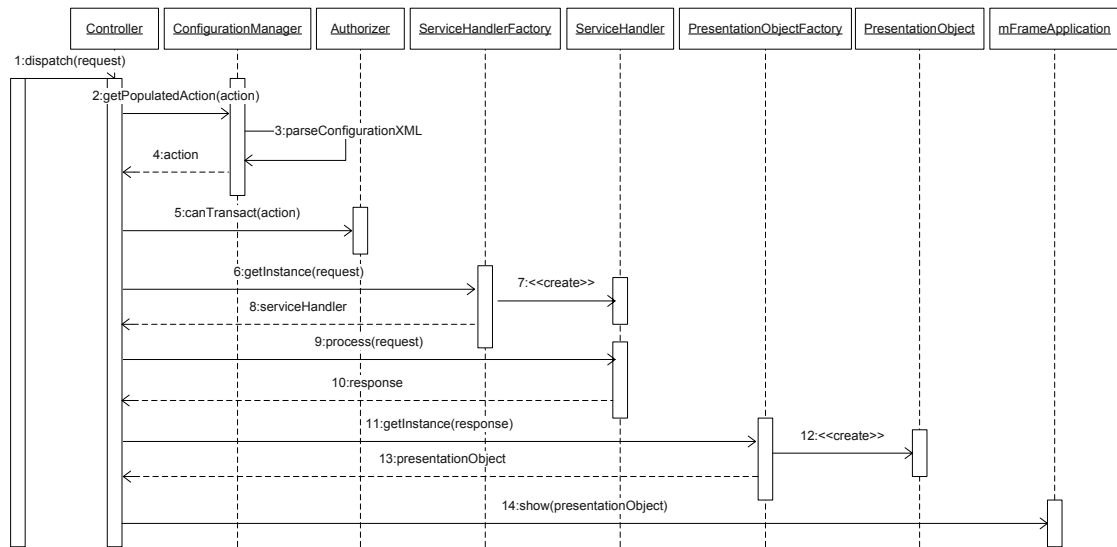 Controller
ConfigurationManager
Authorizer
ServiceHandlerFactory
ServiceHandler
PresentationObjectFactory
PresentationObject
mFrameApplication
1:dispatch(request)
2:getPopulatedAction(action)
3:parseConfigurationXML
4:action
5:canTransact(action)
6:getInstance(request)
7:<<create>>
8:serviceHandler
9:process(request)
10:response
11:getInstance(response)
12:<<create>>
13:presentationObject
14:show(presentationObject)